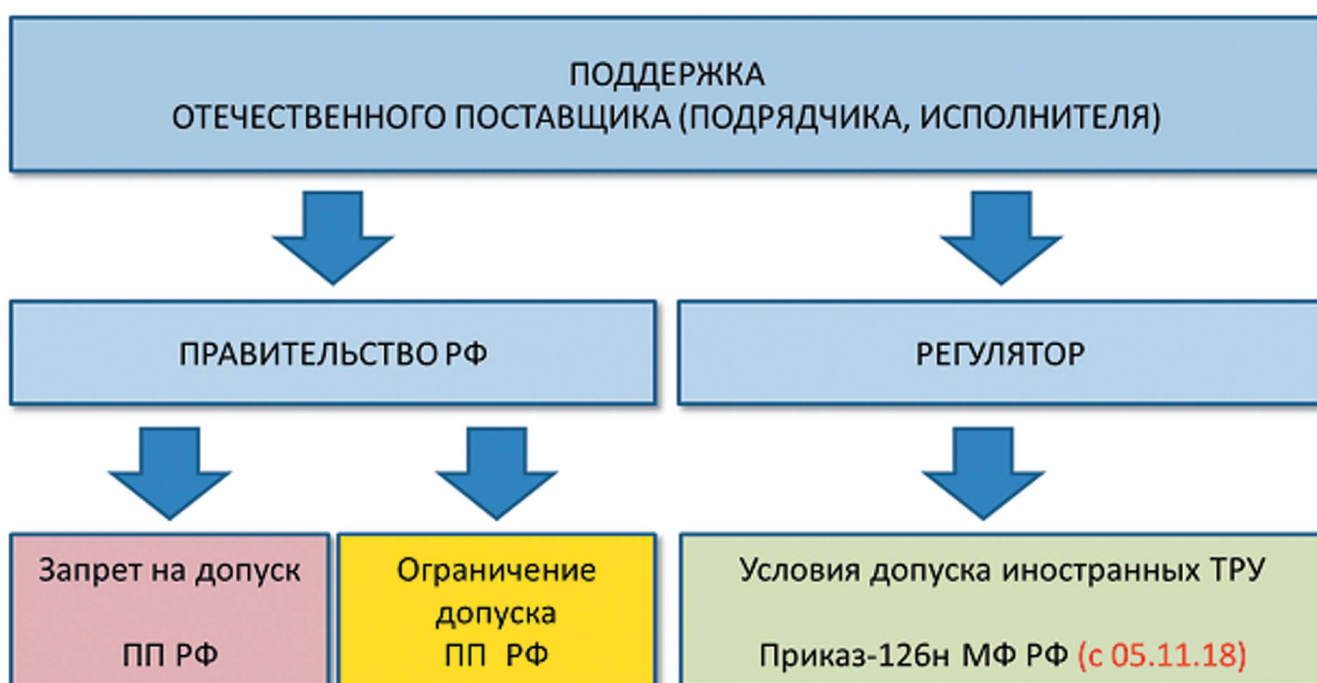 ПОДДЕРЖКА
ОТЕЧЕСТВЕННОГО ПОСТАВЩИКА (ПОДРЯДЧИКА, ИСПОЛНИТЕЛЯ)
ПРАВИТЕЛЬСТВО РФ
РЕГУЛЯТОР
Запрет на допуск
ПП РФ
Ограничение
допуска
ПП РФ
Условия допуска иностранных ТРУ
Приказ-126н МФ РФ (с 05.11.18)